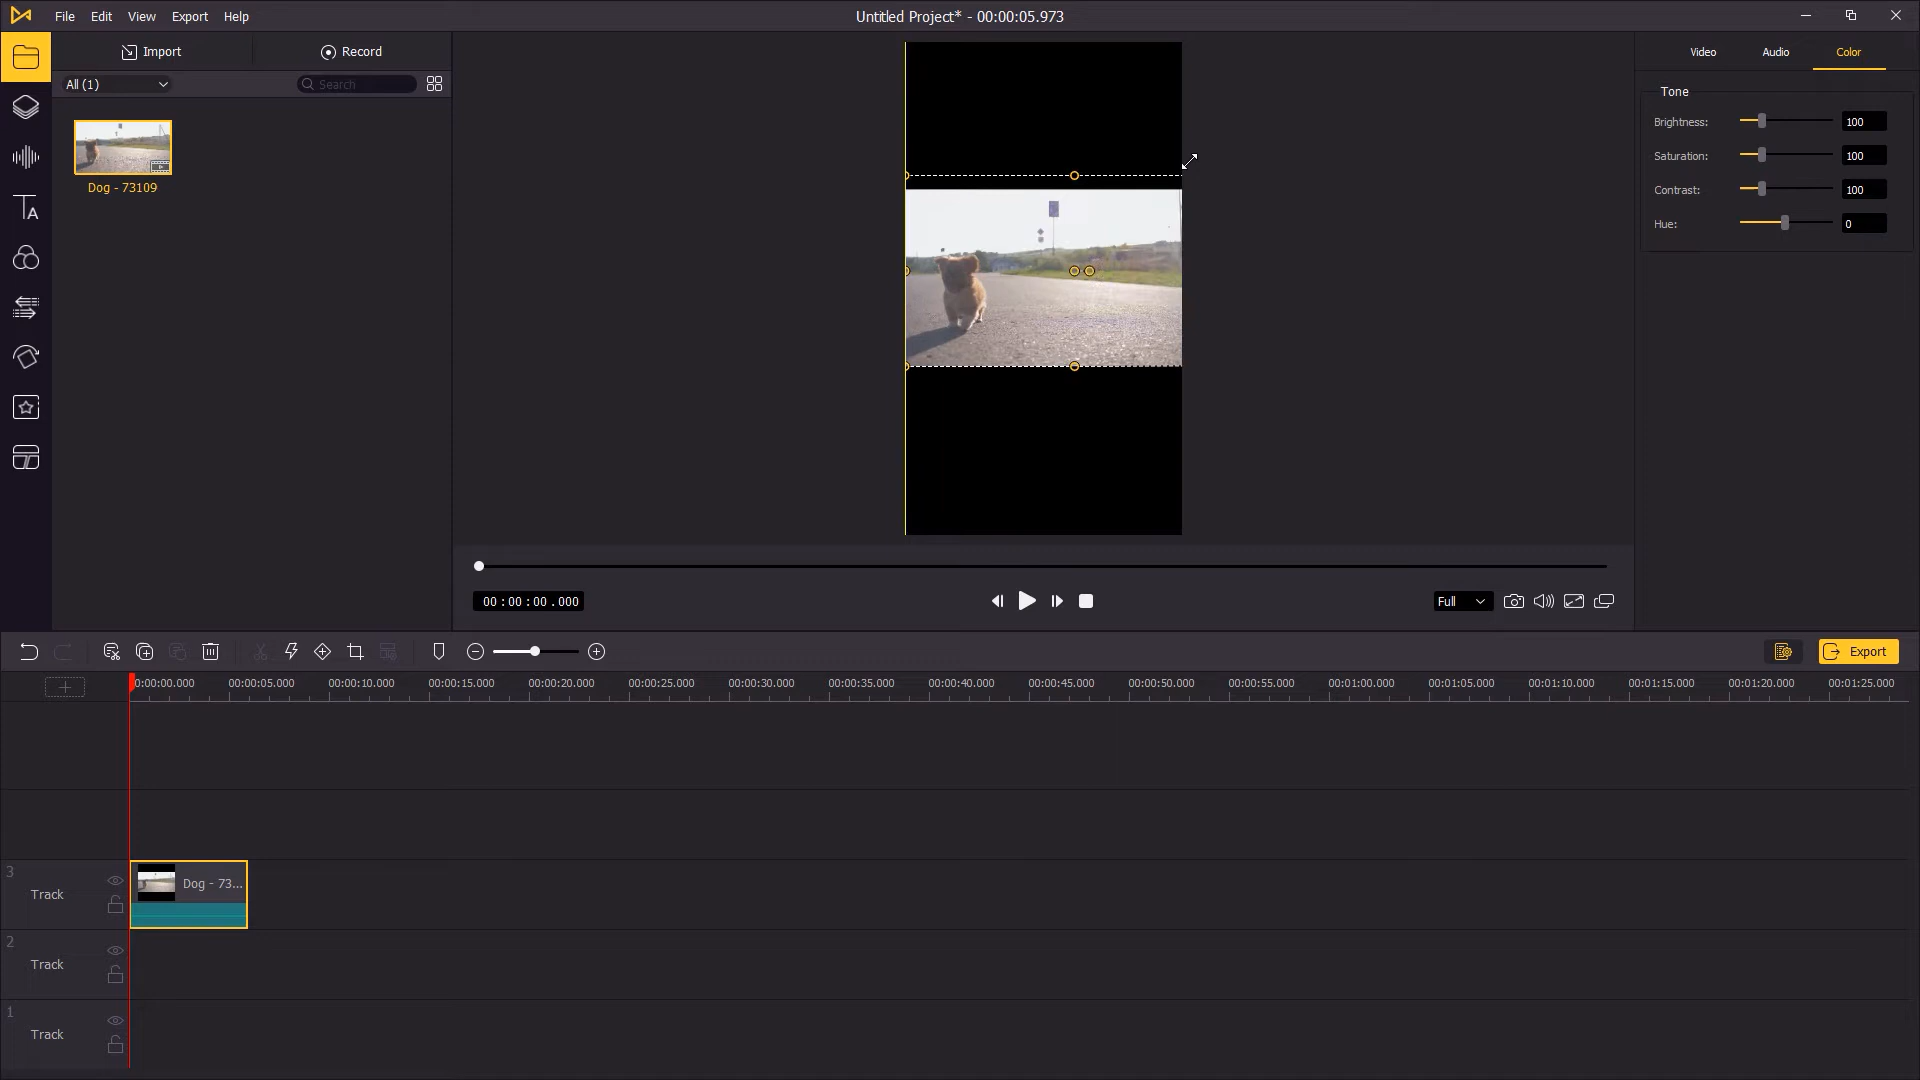 File Edit View Export Help
Untitled Project* - 00:00:05.973
Import
Record
Video Audio Color
All (1)
Search
Tone
Brightness: 100
Saturation: 100
Contrast: 100
Hue: 0
Dog - 73109
00:00:00.000
Full
Export
0:00:00.000 00:00:05.000 00:00:10.000 00:00:15.000 00:00:20.000 00:00:25.000 00:00:30.000 00:00:35.000 00:00:40.000 00:00:45.000 00:00:50.000 00:00:55.000 00:01:00.000 00:01:05.000 00:01:10.000 00:01:15.000 00:01:20.000 00:01:25.000
3
Track
Dog - 73...
2
Track
1
Track